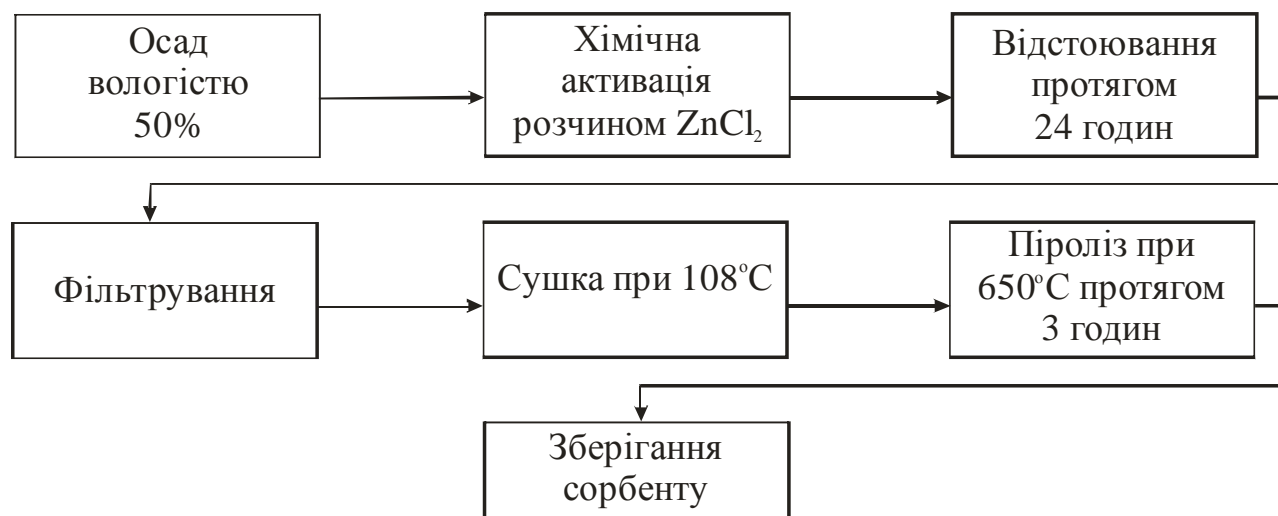 Осад
вологістю
50%
Хімічна
активація
розчином ZnCl₂
Відстоювання
протягом
24 годин
Фільтрування
Сушка при 108°С
Піроліз при
650°С протягом
3 годин
Зберігання
сорбенту